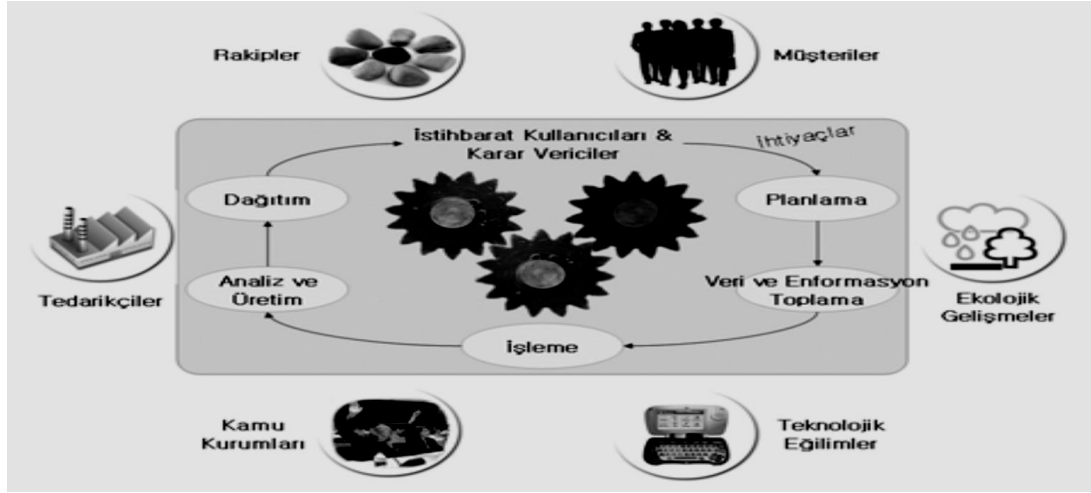 Rakipler
Müşteriler
İstihbarat Kullanıcıları &
Karar Vericiler
İhtiyaçlar
Dağıtım
Planlama
Analiz ve
Üretim
Veri ve Enformasyon
Toplama
İşleme
Tedarikçiler
Ekolojik
Gelişmeler
Kamu
Kurumları
Teknolojik
Eğilimler